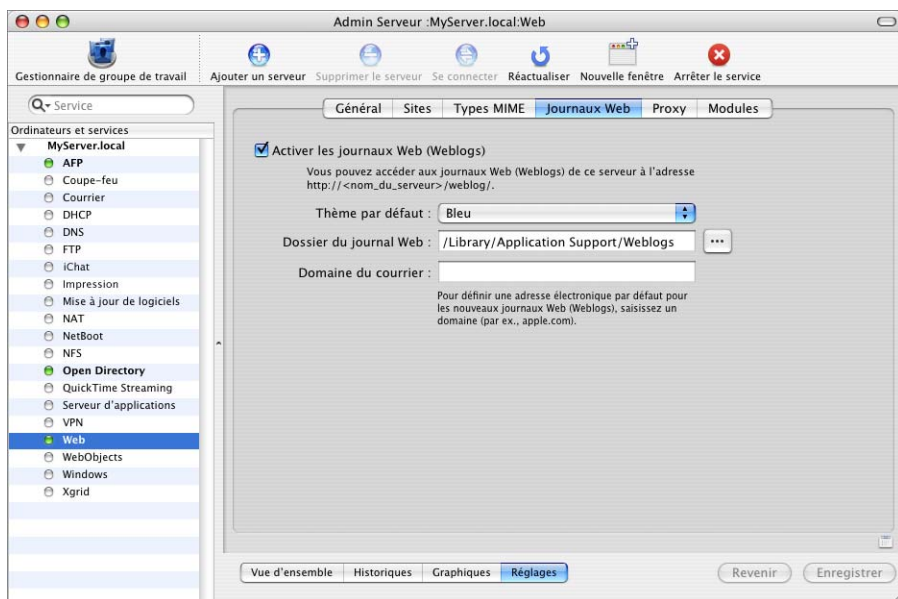 Admin Serveur :MyServer.local:Web
Gestionnaire de groupe de travail
Ajouter un serveur
Supprimer le serveur
Se connecter
Réactualiser
Nouvelle fenêtre
Arrêter le service
Service
Ordinateurs et services
MyServer.local
AFP
Coupe-feu
Courrier
DHCP
DNS
FTP
iChat
Impression
Mise à jour de logiciels
NAT
NetBoot
NFS
Open Directory
QuickTime Streaming
Serveur d'applications
VPN
Web
WebObjects
Windows
Xgrid
Général
Sites
Types MIME
Journaux Web
Proxy
Modules
Activer les journaux Web (Weblogs)
Vous pouvez accéder aux journaux Web (Weblogs) de ce serveur à l'adresse
http://<nom_du_serveur>/weblog/.
Thème par défaut : Bleu
Dossier du journal Web : /Library/Application Support/Weblogs
Domaine du courrier :
Pour définir une adresse électronique par défaut pour
les nouveaux journaux Web (Weblogs), saisissez un
domaine (par ex., apple.com).
Vue d'ensemble
Historiques
Graphiques
Réglages
Revenir
Enregistrer